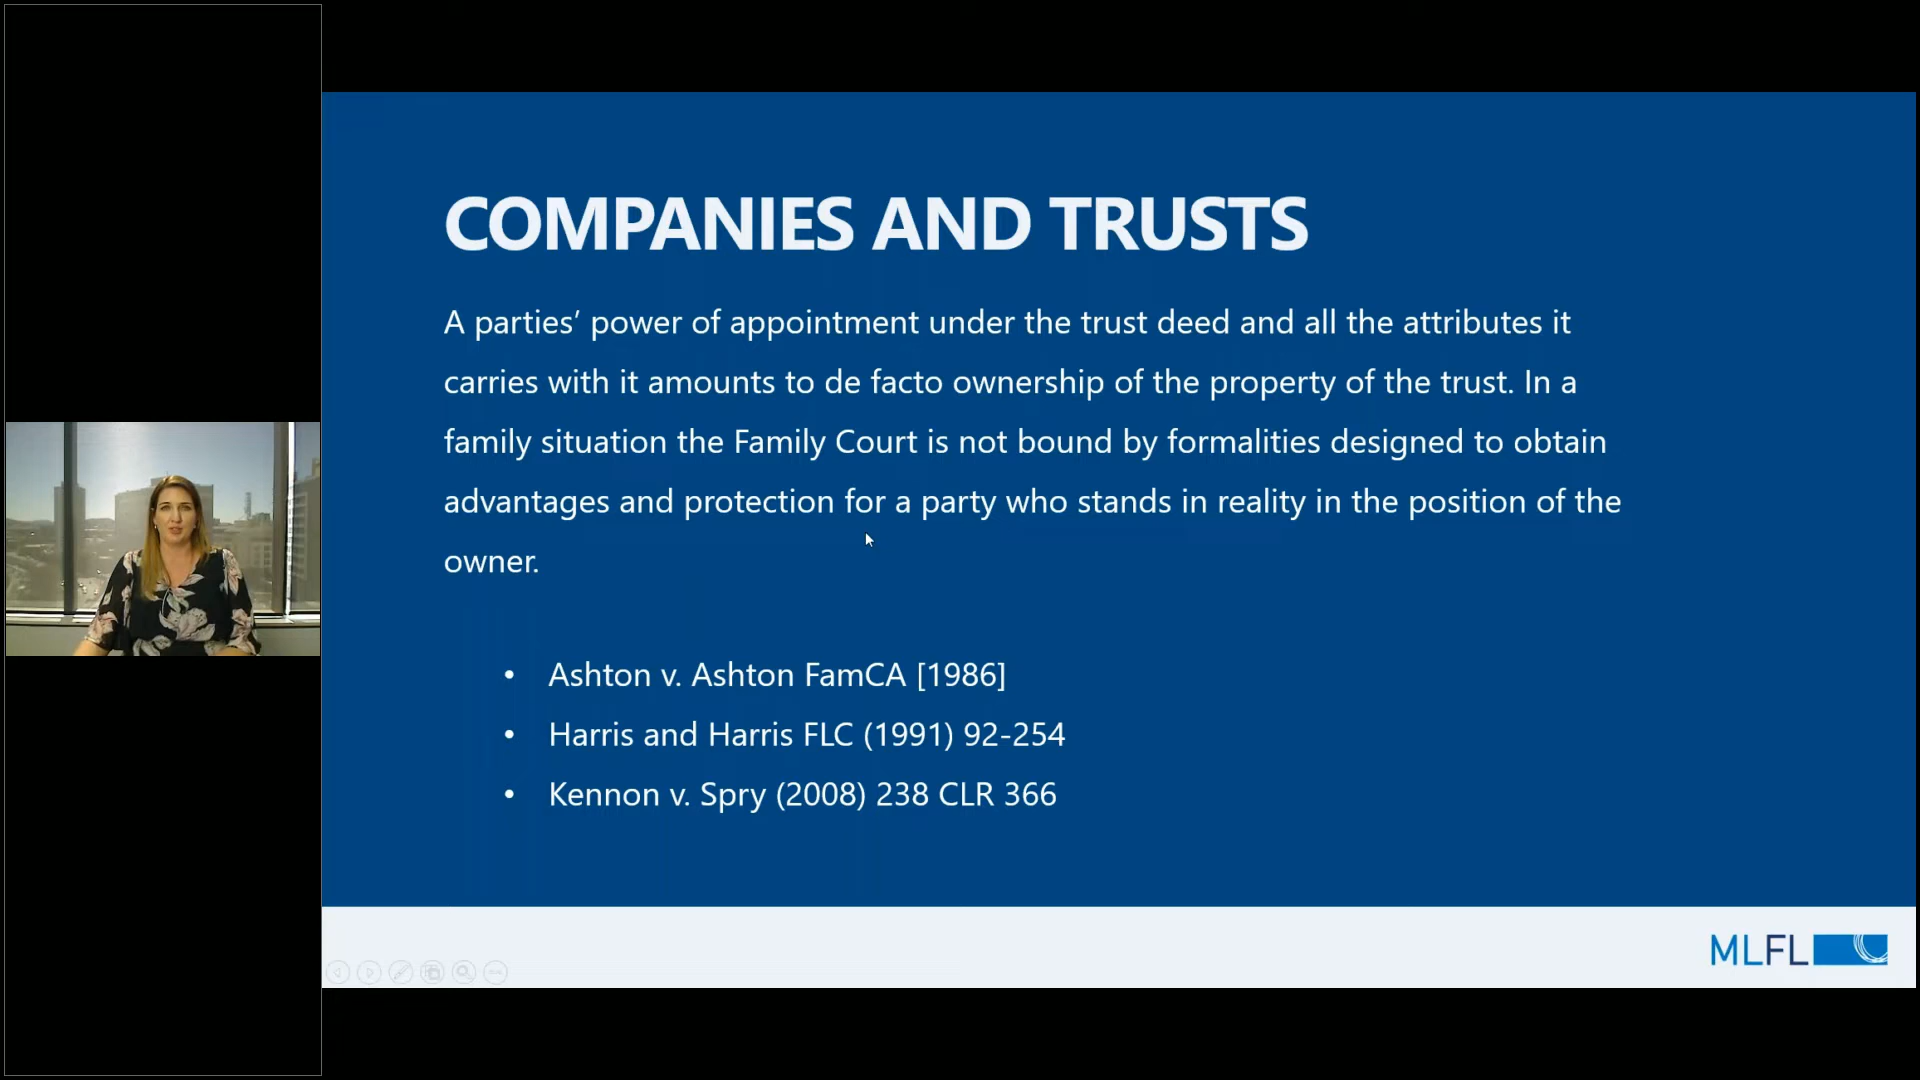 COMPANIES AND TRUSTS
A parties’ power of appointment under the trust deed and all the attributes it
carries with it amounts to de facto ownership of the property of the trust. In a
family situation the Family Court is not bound by formalities designed to obtain
advantages and protection for a party who stands in reality in the position of the
owner.
• Ashton v. Ashton FamCA [1986]
• Harris and Harris FLC (1991) 92-254
• Kennon v. Spry (2008) 238 CLR 366
MLFL